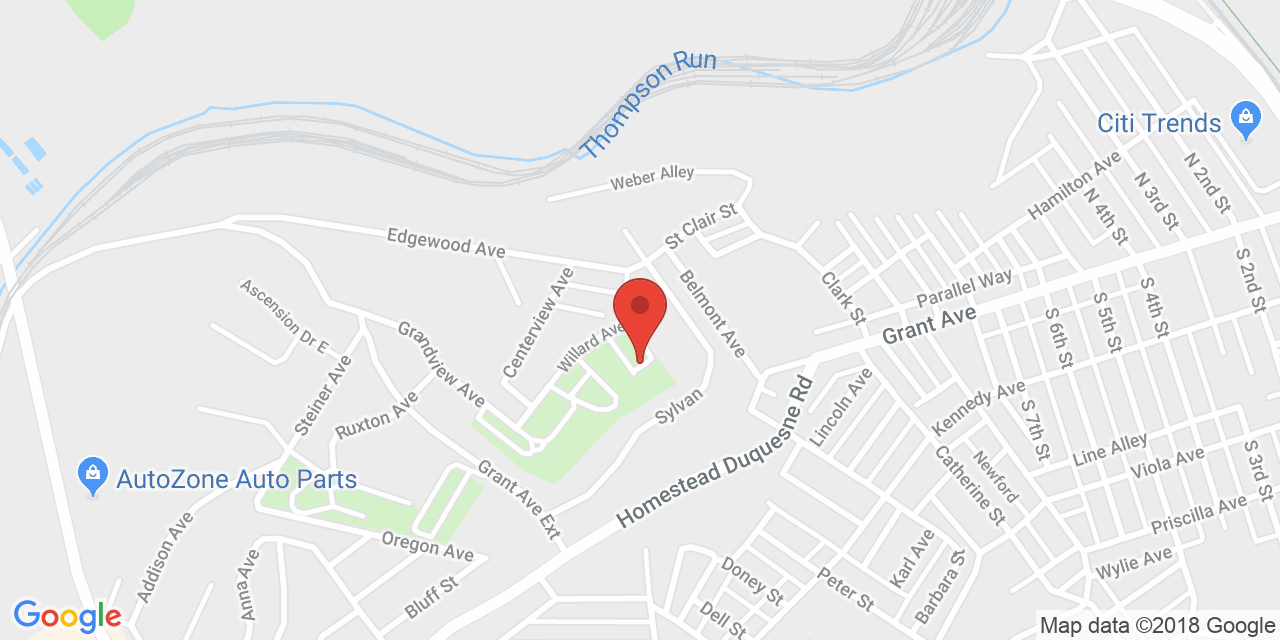 Thompson Run
Citi Trends
Weber Alley
Hamilton Ave
N 2nd St
N 3rd St
N 4th St
St Clair St
Edgewood Ave
Belmont Ave
Clark St
Parallel Way
Grant Ave
S 2nd St
S 4th St
S 5th St
S 6th St
Ascension Dr E
Centerview Ave
Willard Ave
Grandview Ave
Steiner Ave
Ruxton Ave
Sylvan
Lincoln Ave
Kennedy Ave
S 7th St
Line Alley
Viola Ave
S 3rd St
Homestead Duquesne Rd
AutoZone Auto Parts
Grant Ave Ext
Catherine St
Newford
Priscilla Ave
Addison Ave
Oregon Ave
Anna Ave
Bluff St
Doney St
Dell St
Peter St
Karl Ave
Barbara St
Wylie Ave
Google
Map data ©2018 Google